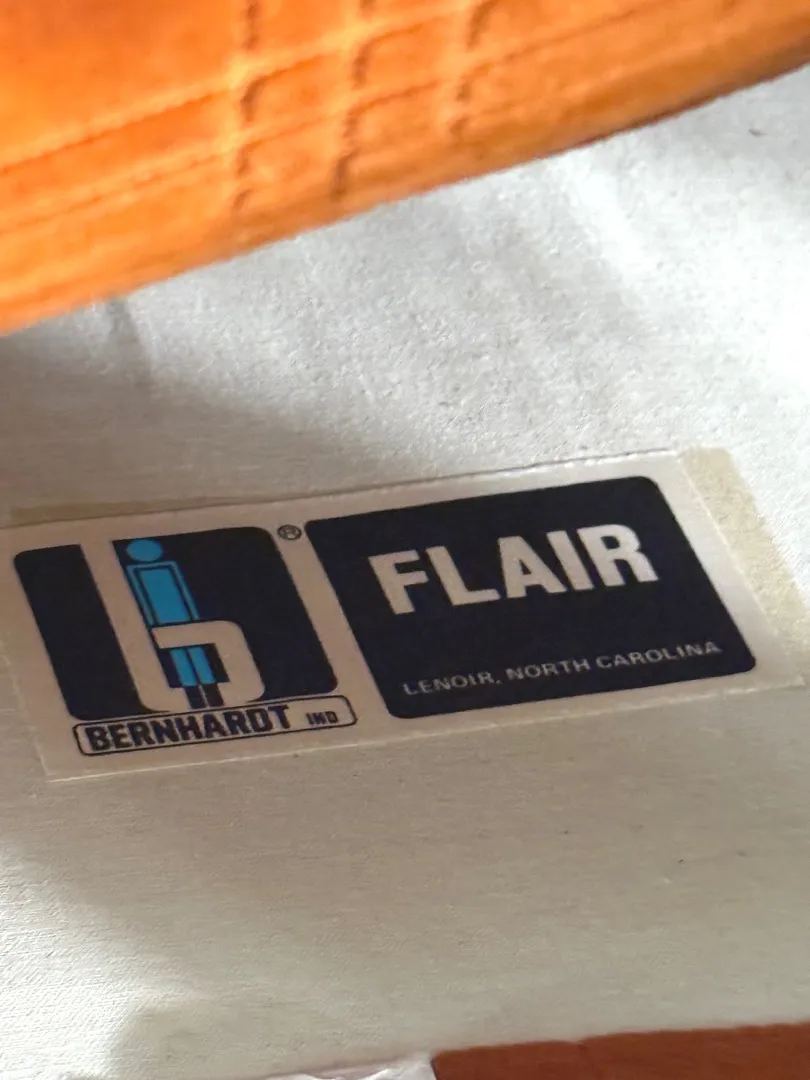 b
®
BERNHARDT IND
FLAIR
LENOIR, NORTH CAROLINA